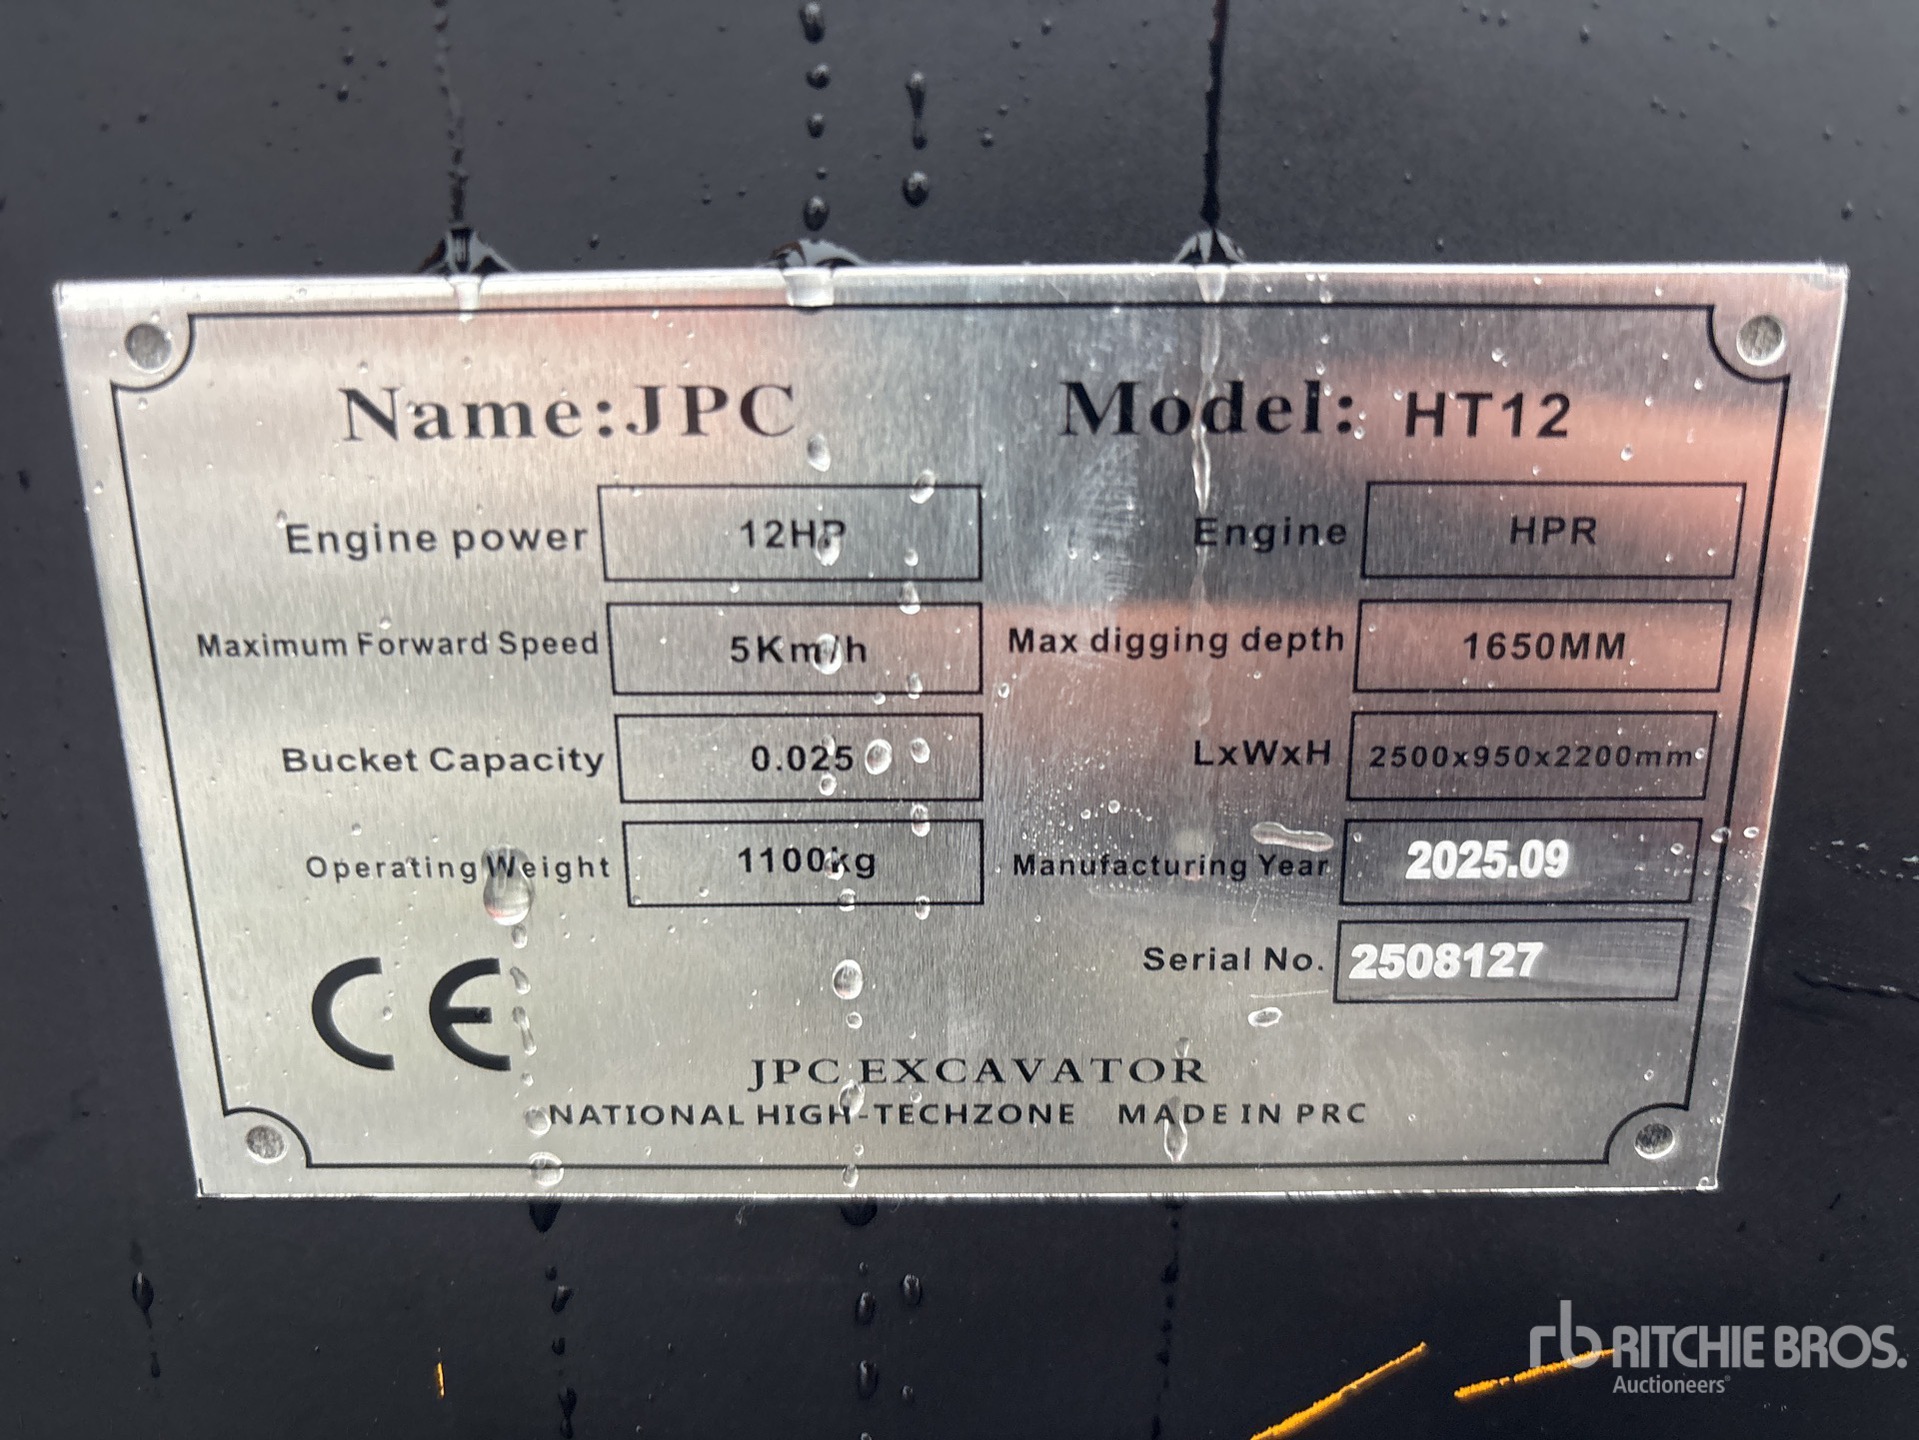 Name:JPC Model: HT12
Engine power 12HP Engine HPR
Maximum Forward Speed 5Km/h Max digging depth 1650MM
Bucket Capacity 0.025 LxWxH 2500x950x2200mm
Operating Weight 1100kg Manufacturing Year 2025.09
Serial No. 2508127
CE
JPC EXCAVATOR
NATIONAL HIGH-TECHZONE MADE IN PRC
rb RITCHIE BROS.
Auctioneers®